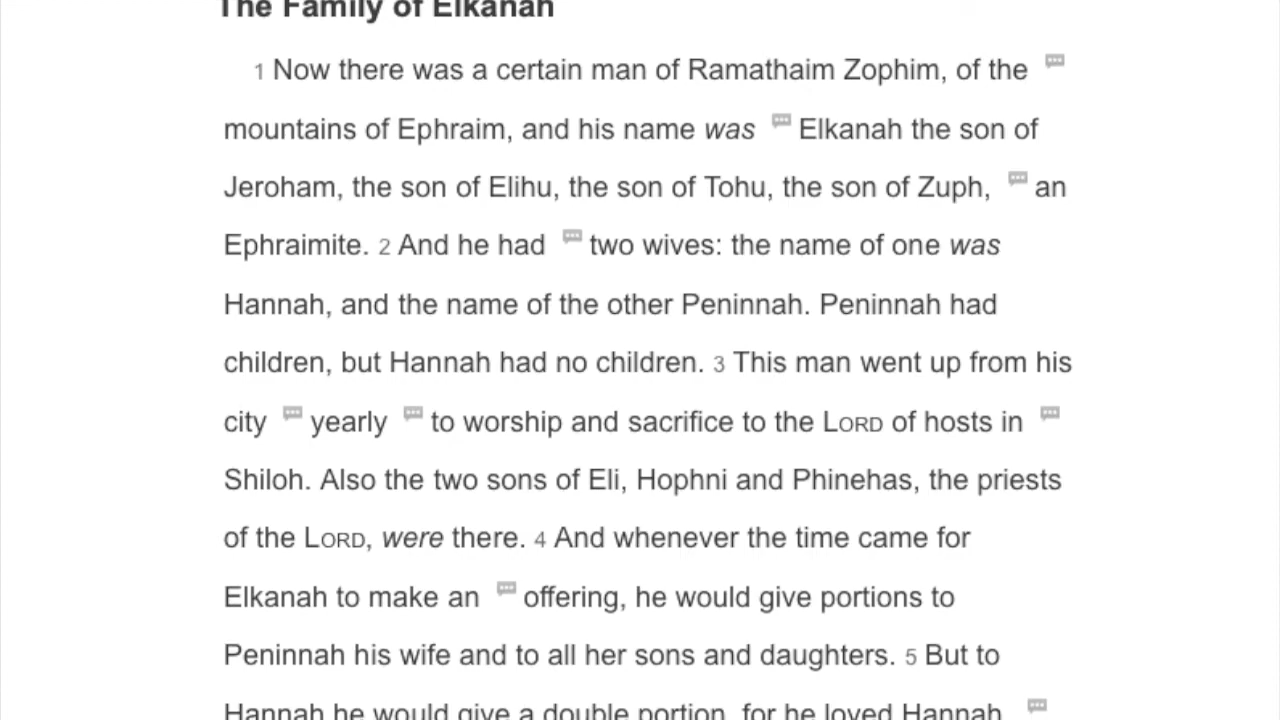 The Family of Elkanah
1 Now there was a certain man of Ramathaim Zophim, of the
mountains of Ephraim, and his name was Elkanah the son of
Jeroham, the son of Elihu, the son of Tohu, the son of Zuph, an
Ephraimite. 2 And he had two wives: the name of one was
Hannah, and the name of the other Peninnah. Peninnah had
children, but Hannah had no children. 3 This man went up from his
city yearly to worship and sacrifice to the LORD of hosts in
Shiloh. Also the two sons of Eli, Hophni and Phinehas, the priests
of the LORD, were there. 4 And whenever the time came for
Elkanah to make an offering, he would give portions to
Peninnah his wife and to all her sons and daughters. 5 But to
Hannah he would give a double portion, for he loved Hannah,